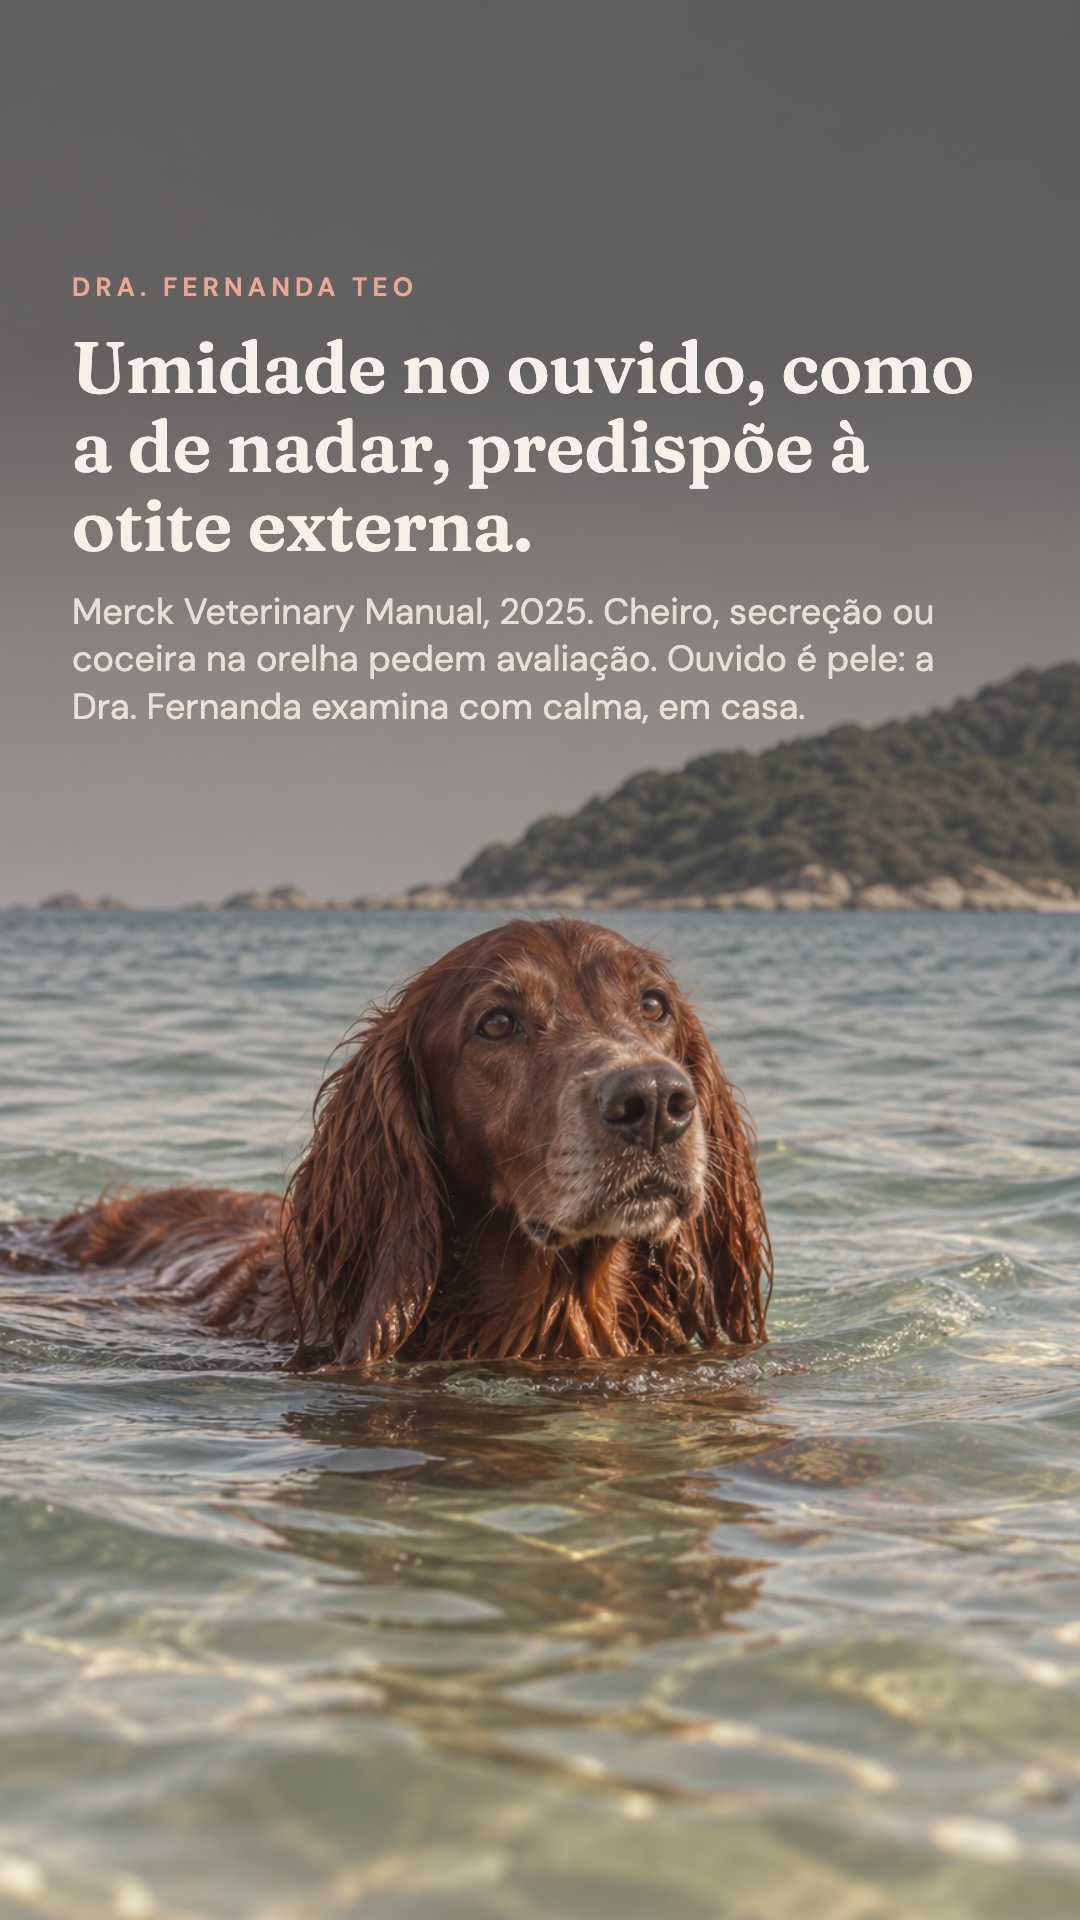 DRA. FERNANDA TEO
Umidade no ouvido, como
a de nadar, predispõe à
otite externa.
Merck Veterinary Manual, 2025. Cheiro, secreção ou
coceira na orelha pedem avaliação. Ouvido é pele: a
Dra. Fernanda examina com calma, em casa.